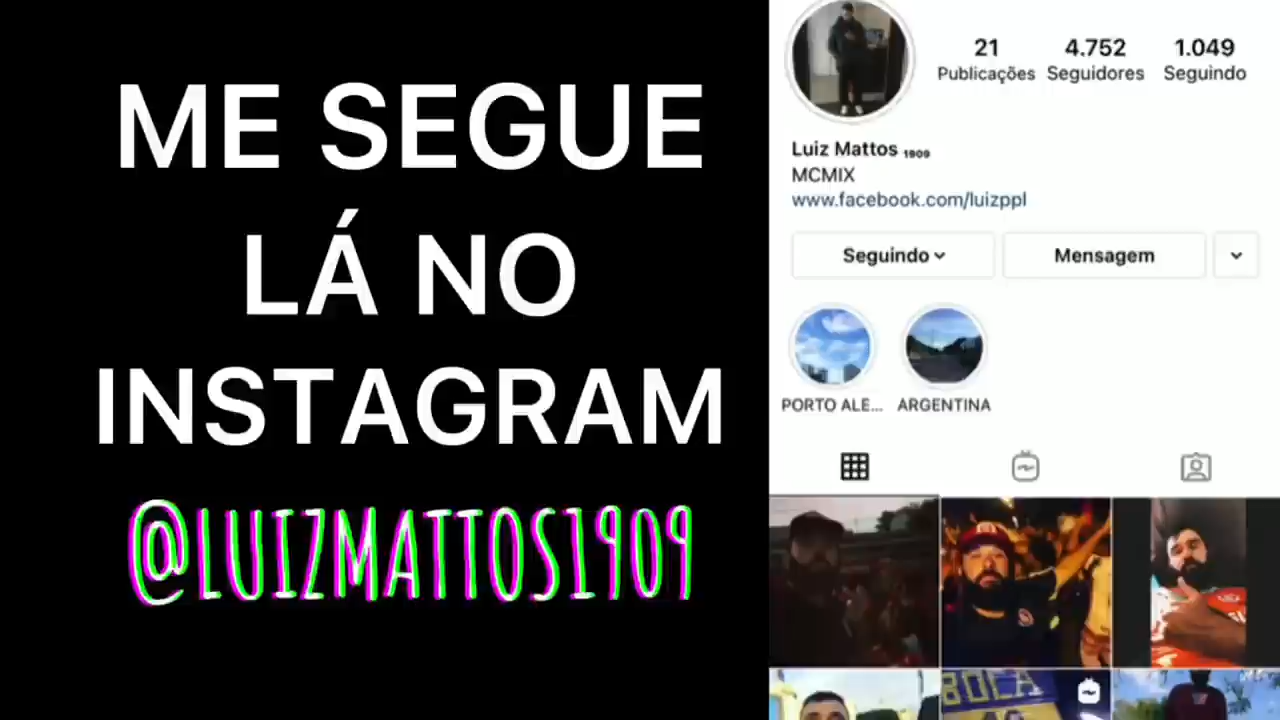 ME SEGUE
LÁ NO
INSTAGRAM
@LUIZMATTOS1909
21 4.752 1.049
Publicações Seguidores Seguindo
Luiz Mattos 1909
MCMIX
www.facebook.com/luizppl
Seguindo Mensagem
PORTO ALE... ARGENTINA
BOCA